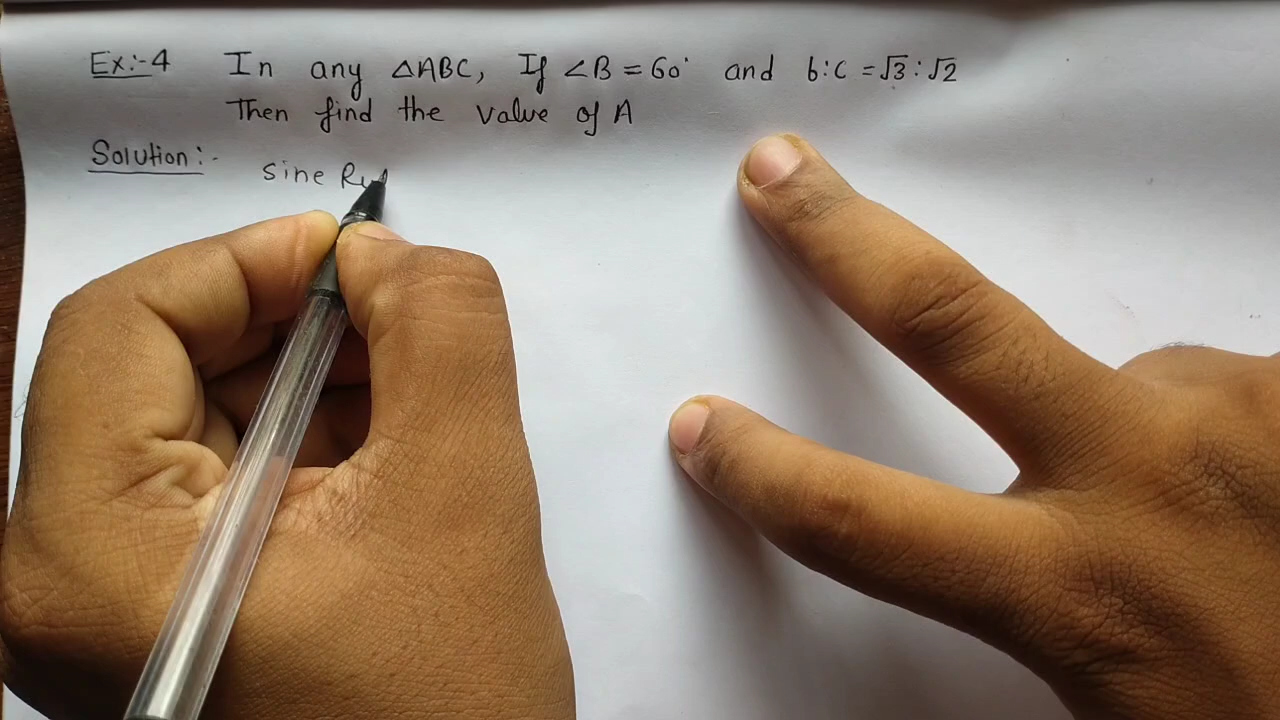 Ex:-4 In any △ABC, If ∠B = 60° and b:c = √3:√2
Then find the value of A
Solution:-
Sine